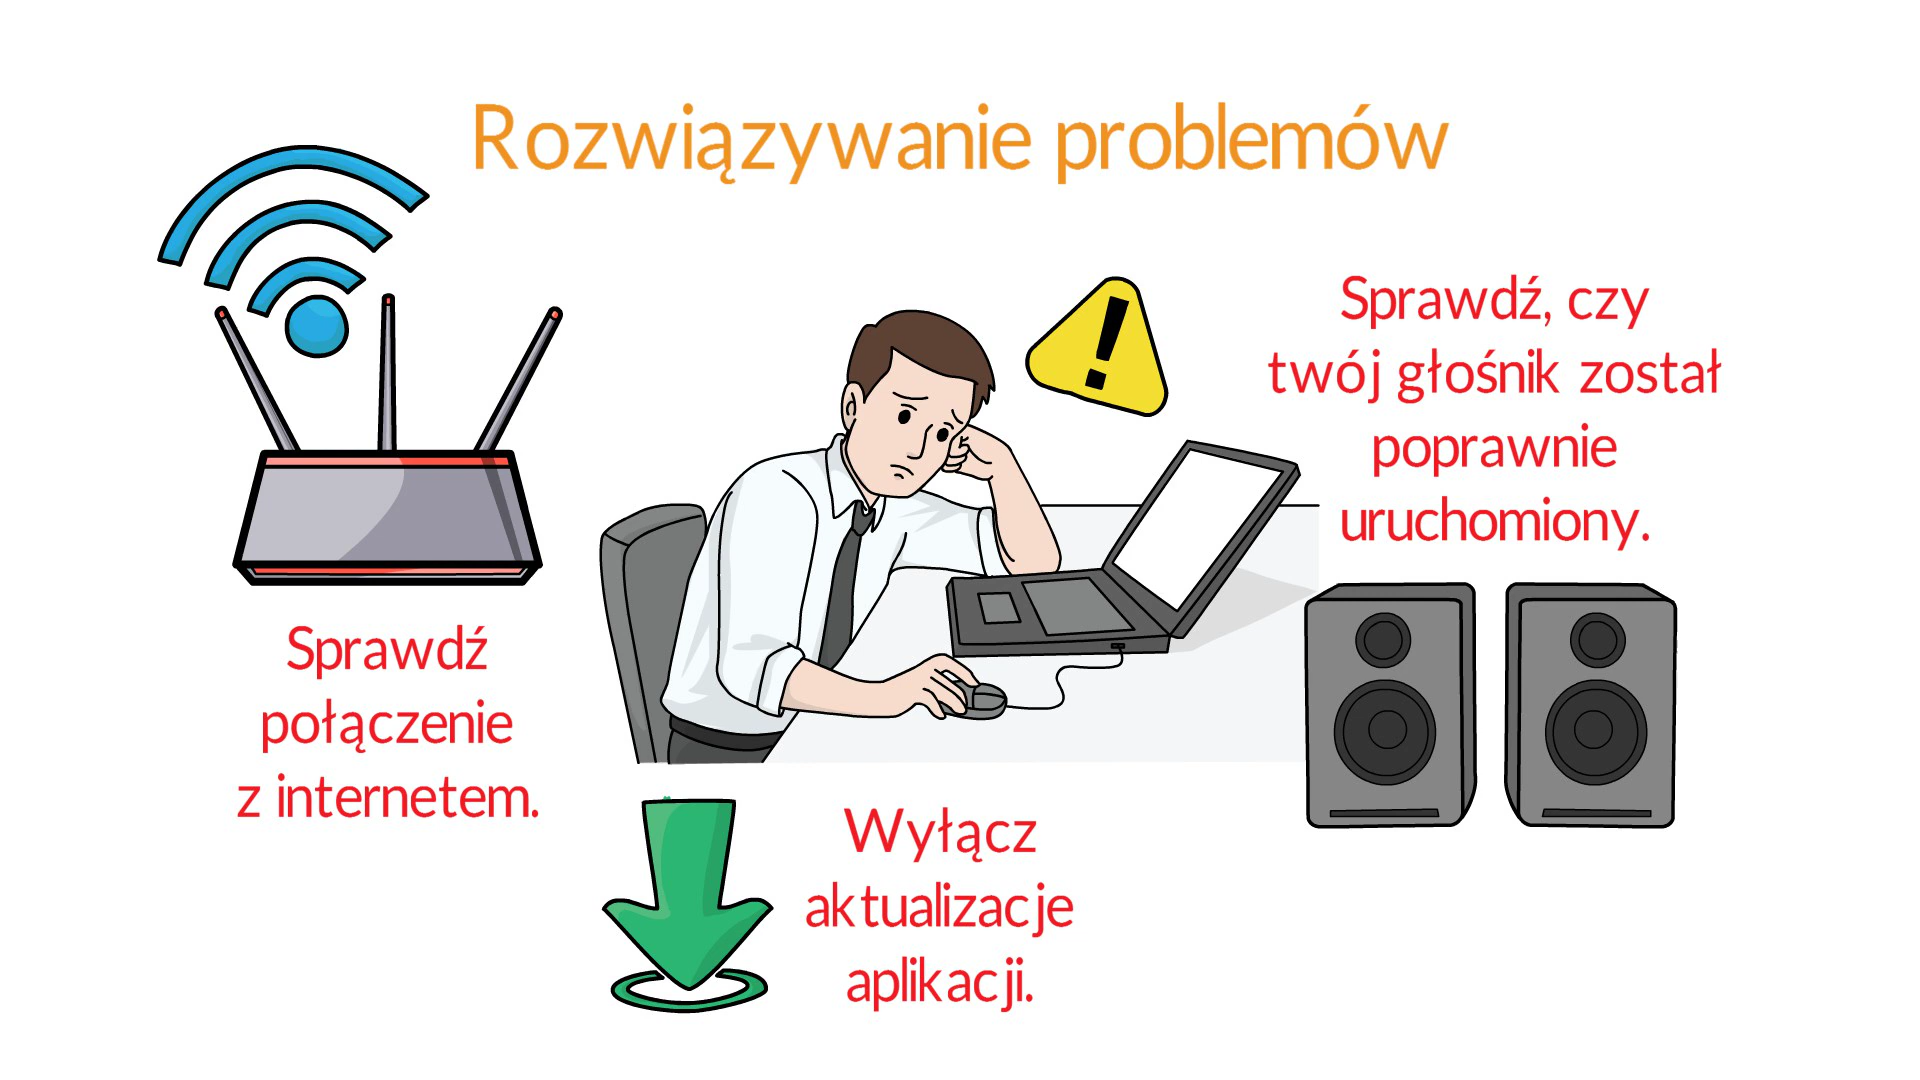 Rozwiązywanie problemów
Sprawdź
połączenie
z internetem.
Wyłącz
aktualizacje
aplikacji.
Sprawdź, czy
twój głośnik został
poprawnie
uruchomiony.